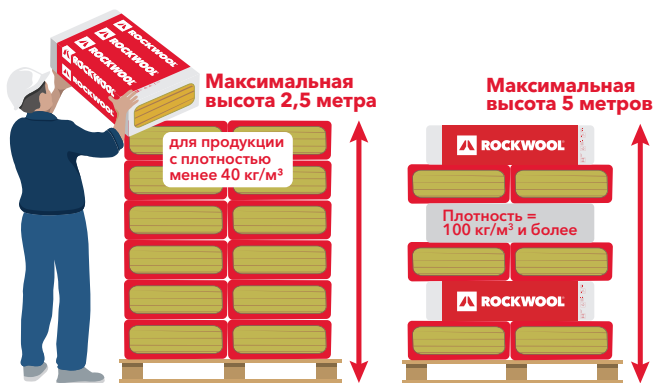 ROCKWOOL
ROCKWOOL
ROCKWOOL
ROCKWOOL
Максимальная
высота 2,5 метра
для продукции
с плотностью
менее 40 кг/м³
Максимальная
высота 5 метров
ROCKWOOL
Плотность =
100 кг/м³ и более
ROCKWOOL